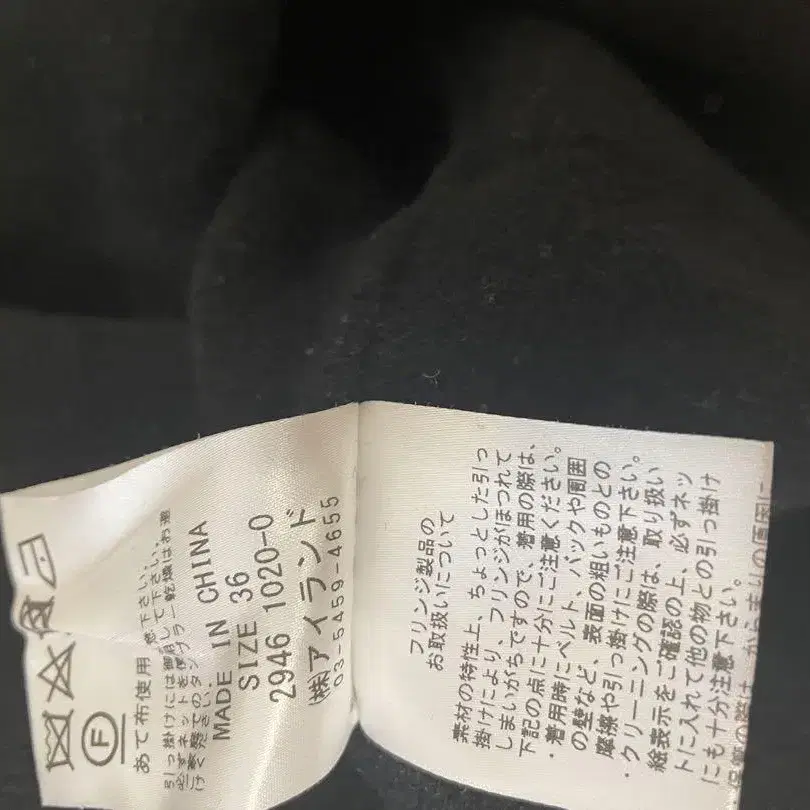 F
あて布使用
MADE IN CHINA
SIZE 36
2946 1020-0
㈱アイランド
03-5459-4655
フリンジ製品の
お取扱いについて
素材の特性上、ちょっとした引っ
掛けにより、フリンジがほつれて
しまいがちですので、着用の際は、
下記の点に十分にご注意ください。
・着用時にベルト、バックや周囲
の壁など、表面の粗いものとの
摩擦や引っ掛けにご注意下さい。
・クリーニングの際は、取り扱い
絵表示をご確認の上、必ずネッ
トに入れて他の物との引っ掛け
にも十分注意下さい。